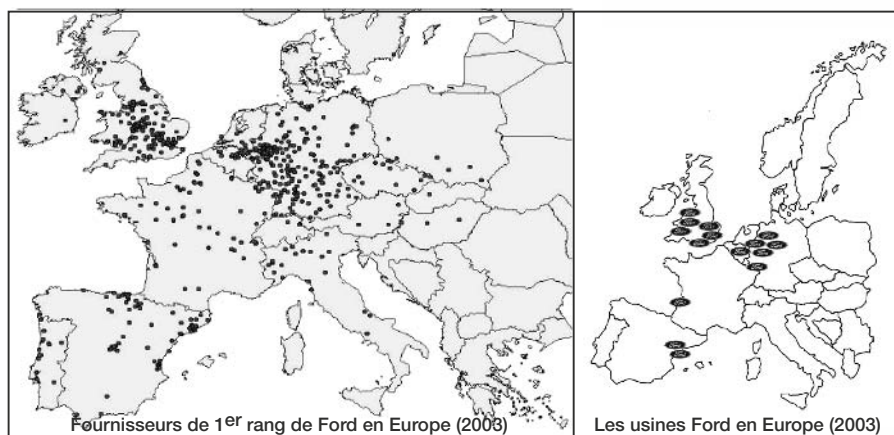 Fournisseurs de 1er rang de Ford en Europe (2003)
Les usines Ford en Europe (2003)